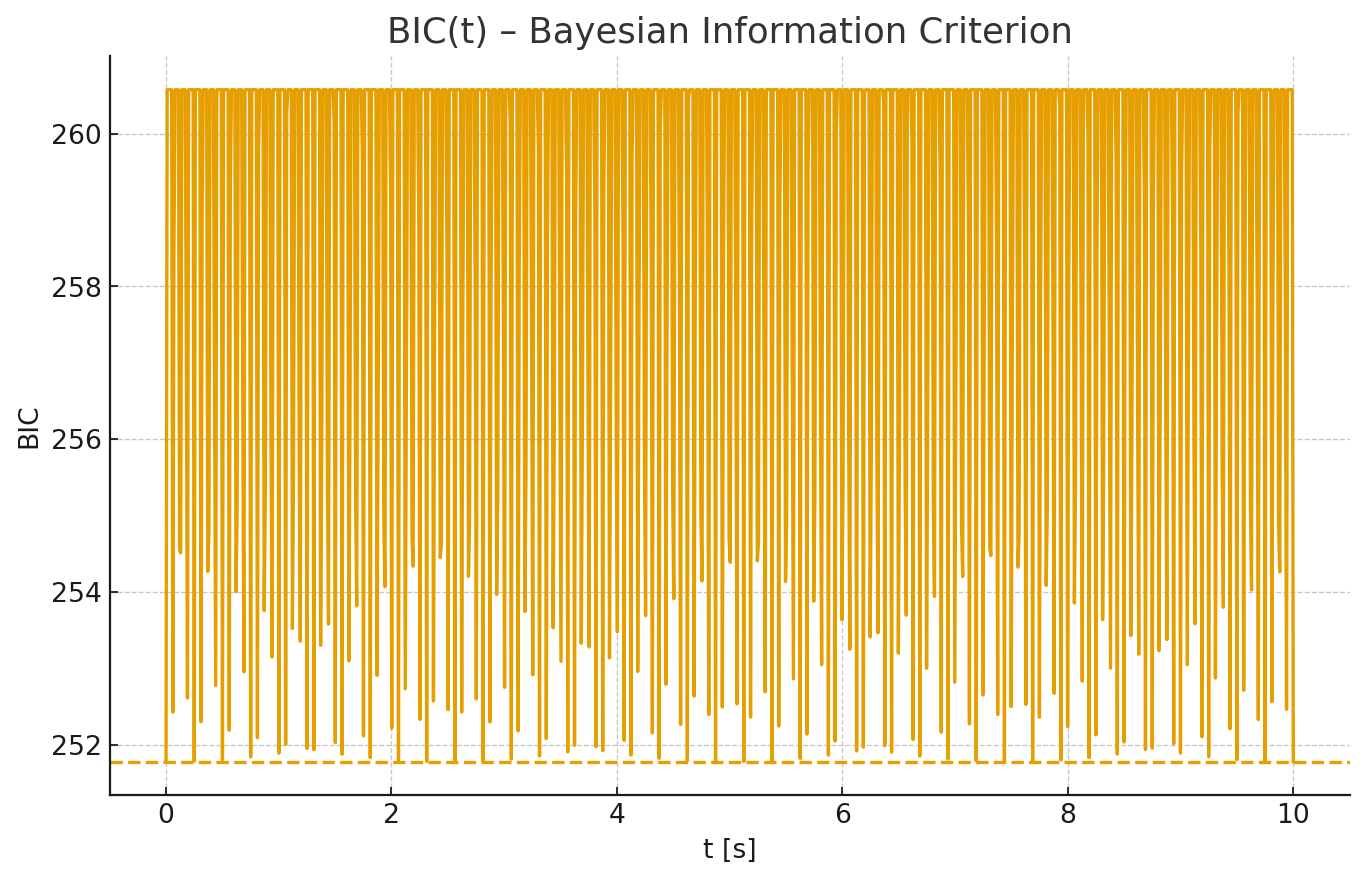 BIC(t) – Bayesian Information Criterion
BIC
260
258
256
254
252
0 2 4 6 8 10
t [s]